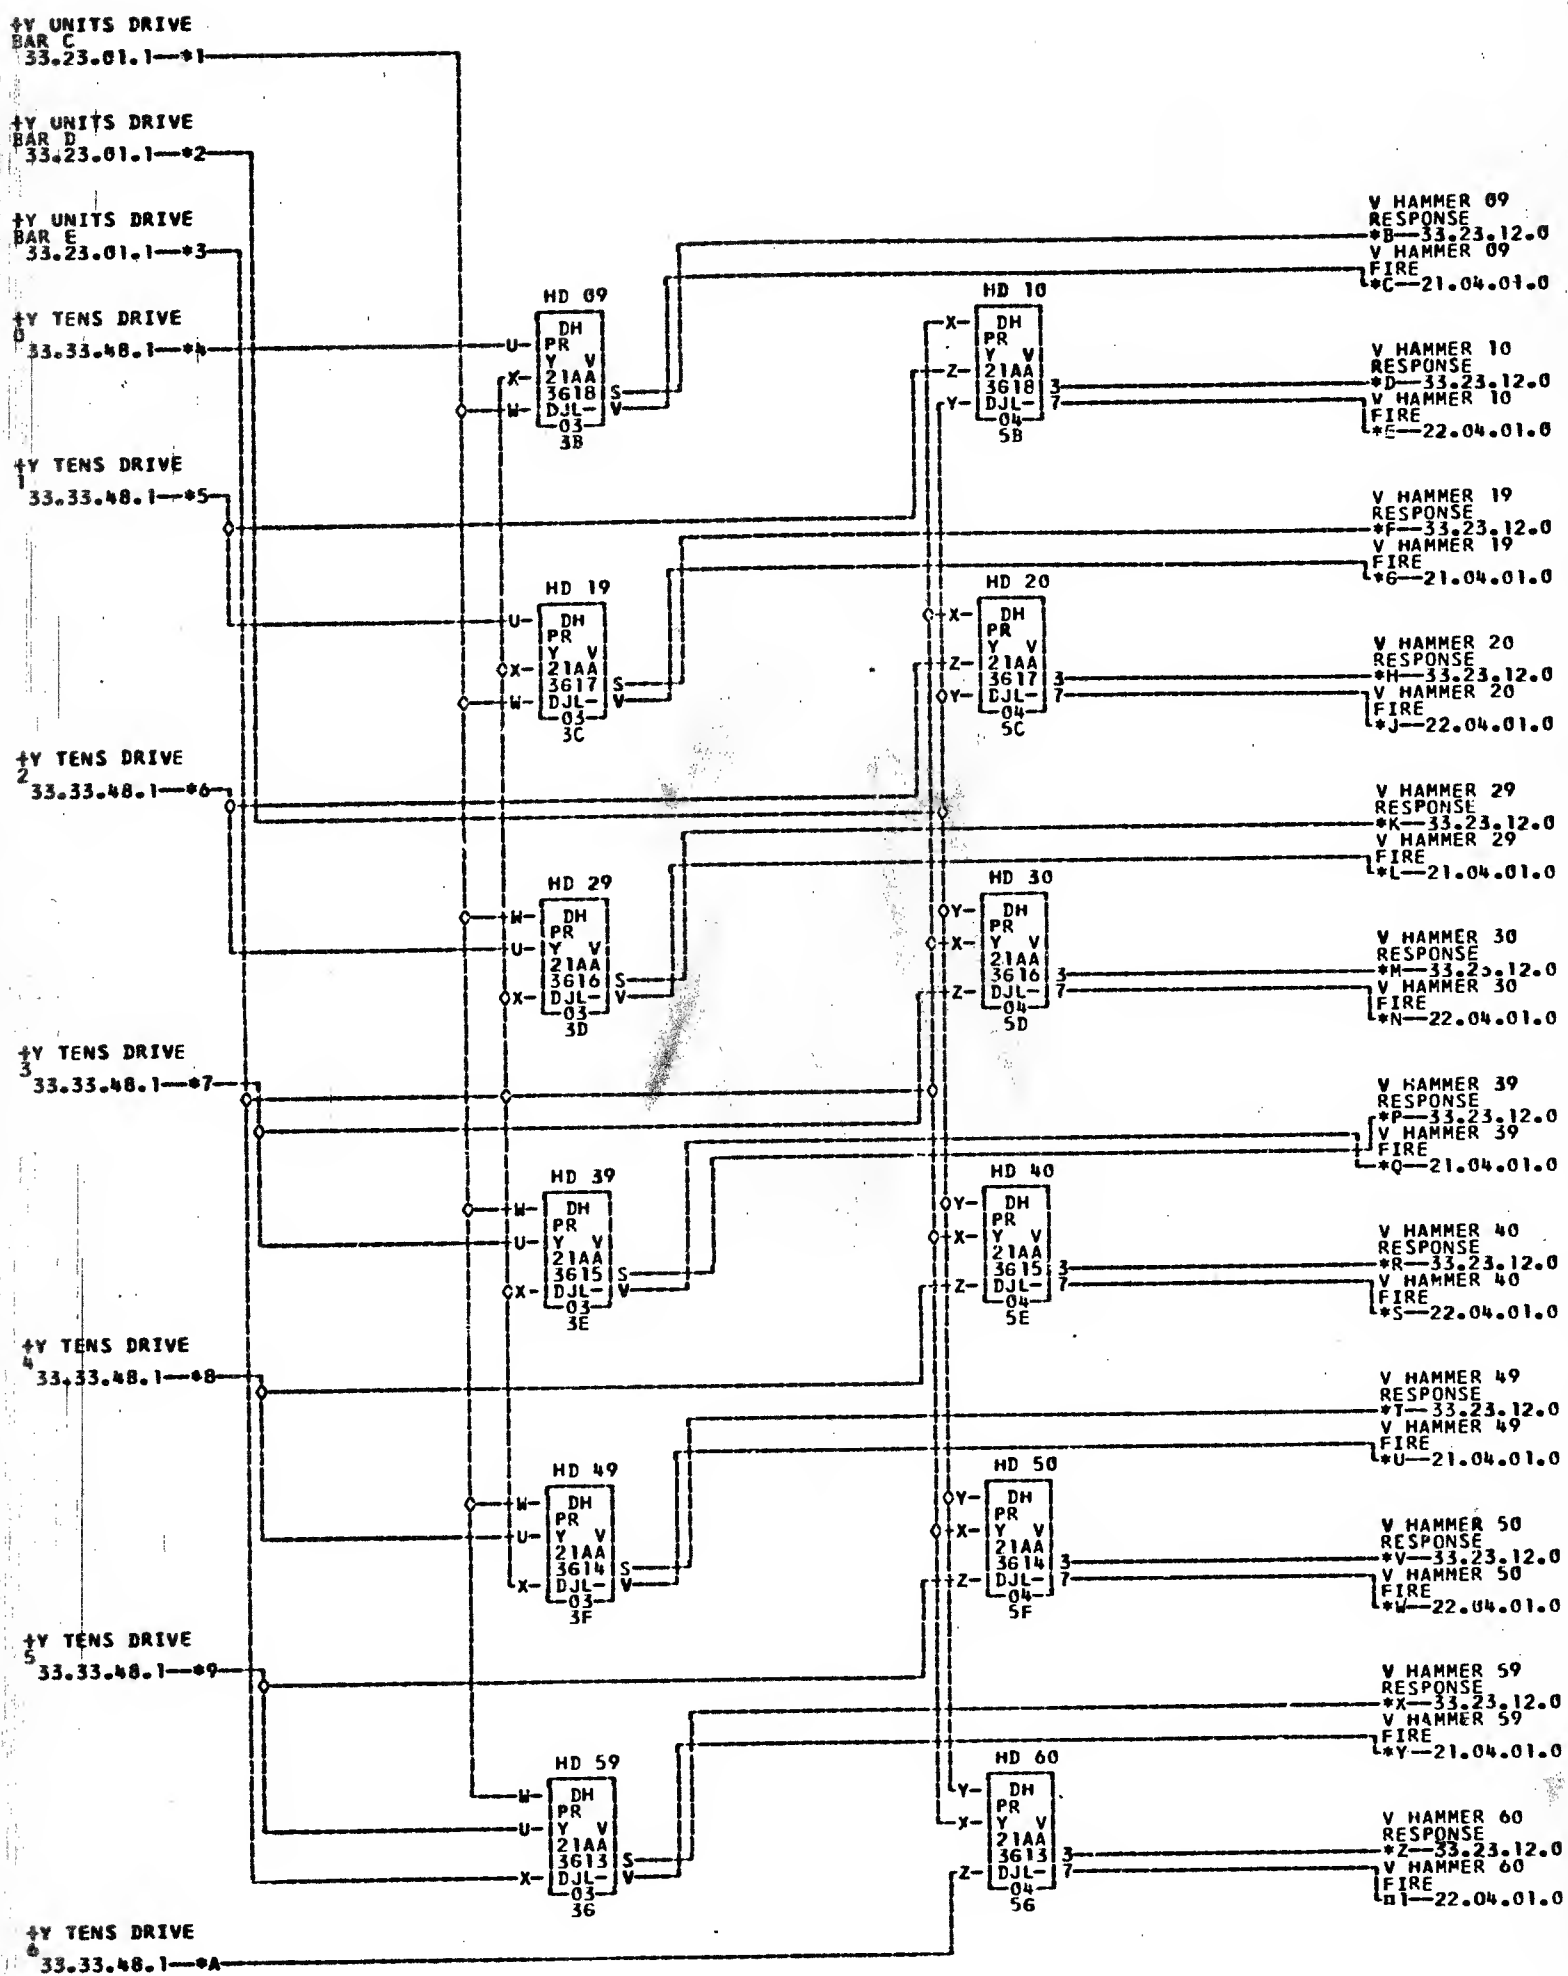 +Y UNITS DRIVE
BAR C
33.23.01.1—*1
+Y UNITS DRIVE
BAR D
33.23.01.1—*2
+Y UNITS DRIVE
BAR E
33.23.01.1—*3
+Y TENS DRIVE
0
33.33.48.1—*4
+Y TENS DRIVE
1
33.33.48.1—*5
+Y TENS DRIVE
2
33.33.48.1—*6
+Y TENS DRIVE
3
33.33.48.1—*7
+Y TENS DRIVE
4
33.33.48.1—*8
+Y TENS DRIVE
5
33.33.48.1—*9
+Y TENS DRIVE
6
33.33.48.1—*A
HD 09
DH
U- PR
Y V
X- 21AA
3618 S
W- DJL- V
03
3B
HD 19
U- DH
PR
Y V
X- 21AA
3617 S
W- DJL- V
03
3C
HD 29
W- DH
PR
U- Y V
21AA
3616 S
X- DJL- V
03
3D
HD 39
W- DH
PR
U- Y V
21AA
3615 S
X- DJL- V
03
3E
HD 49
W- DH
PR
U- Y V
21AA
3614 S
X- DJL- V
03
3F
HD 59
W- DH
PR
U- Y V
21AA
3613 S
X- DJL- V
03
3G
HD 10
X- DH
PR
Y V
Z- 21AA
3618 3
Y- DJL- 7
04
5B
HD 20
X- DH
PR
Y V
Z- 21AA
3617 3
Y- DJL- 7
04
5C
HD 30
Y- DH
PR
X- Y V
21AA
3616 3
Z- DJL- 7
04
5D
HD 40
Y- DH
PR
X- Y V
21AA
3615 3
Z- DJL- 7
04
5E
HD 50
Y- DH
PR
X- Y V
21AA
3614 3
Z- DJL- 7
04
5F
HD 60
Y- DH
PR
X- Y V
21AA
3613 3
Z- DJL- 7
04
5G
V HAMMER 09
RESPONSE
*B—33.23.12.0
V HAMMER 09
FIRE
*C—21.04.01.0
V HAMMER 10
RESPONSE
*D—33.23.12.0
V HAMMER 10
FIRE
*E—22.04.01.0
V HAMMER 19
RESPONSE
*F—33.23.12.0
V HAMMER 19
FIRE
*G—21.04.01.0
V HAMMER 20
RESPONSE
*H—33.23.12.0
V HAMMER 20
FIRE
*J—22.04.01.0
V HAMMER 29
RESPONSE
*K—33.23.12.0
V HAMMER 29
FIRE
*L—21.04.01.0
V HAMMER 30
RESPONSE
*M—33.23.12.0
V HAMMER 30
FIRE
*N—22.04.01.0
V HAMMER 39
RESPONSE
*P—33.23.12.0
V HAMMER 39
FIRE
*Q—21.04.01.0
V HAMMER 40
RESPONSE
*R—33.23.12.0
V HAMMER 40
FIRE
*S—22.04.01.0
V HAMMER 49
RESPONSE
*T—33.23.12.0
V HAMMER 49
FIRE
*U—21.04.01.0
V HAMMER 50
RESPONSE
*V—33.23.12.0
V HAMMER 50
FIRE
*W—22.04.01.0
V HAMMER 59
RESPONSE
*X—33.23.12.0
V HAMMER 59
FIRE
*Y—21.04.01.0
V HAMMER 60
RESPONSE
*Z—33.23.12.0
V HAMMER 60
FIRE
¤1—22.04.01.0